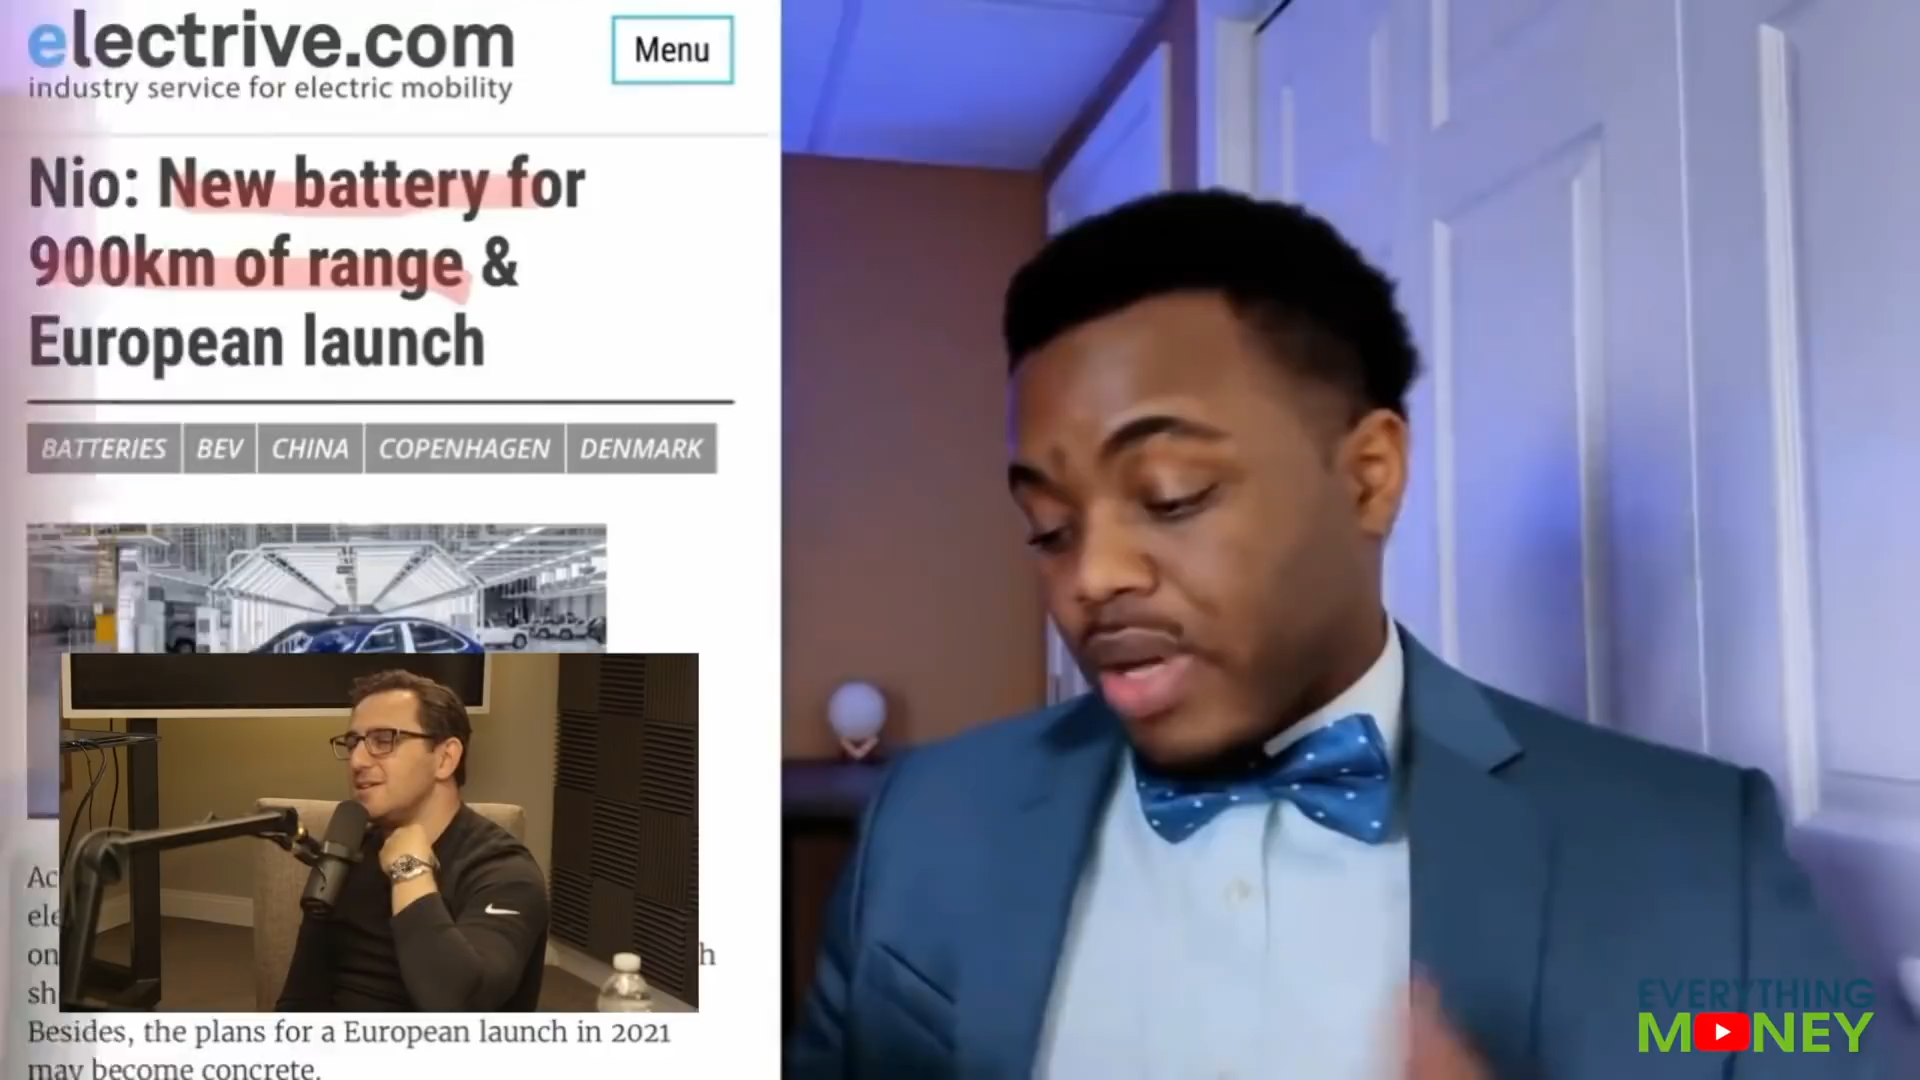 electrive.com
industry service for electric mobility
Menu
Nio: New battery for
900km of range &
European launch
BATTERIES BEV CHINA COPENHAGEN DENMARK
Besides, the plans for a European launch in 2021
may become concrete.
EVERYTHING
MONEY